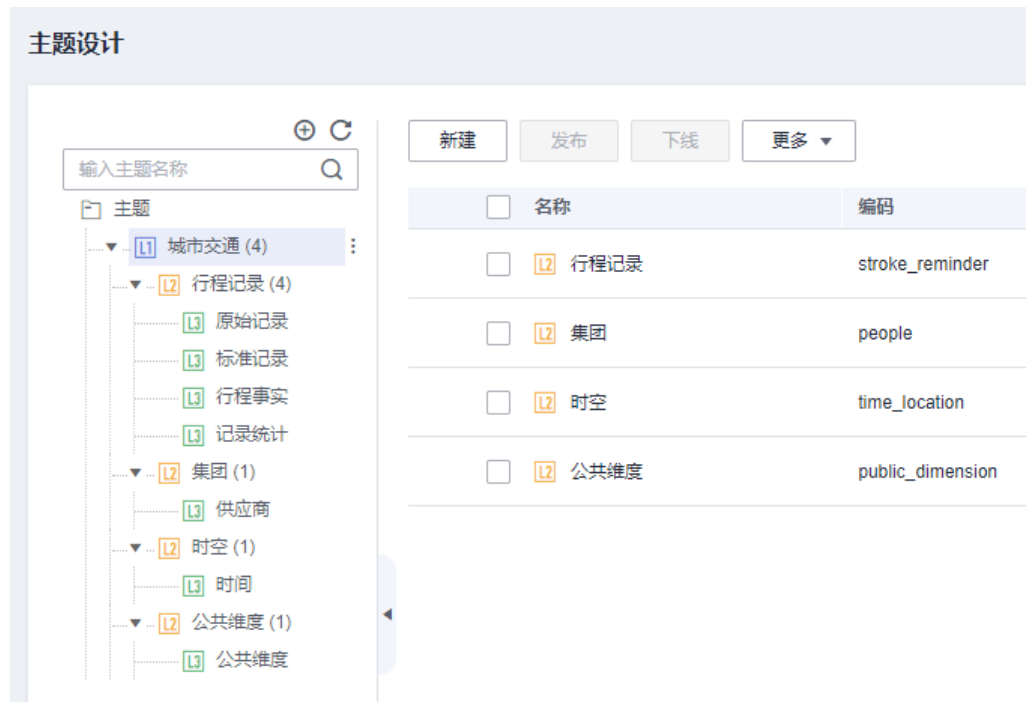 主题设计
输入主题名称
主题
L1 城市交通 (4)
L2 行程记录 (4)
L3 原始记录
L3 标准记录
L3 行程事实
L3 记录统计
L2 集团 (1)
L3 供应商
L2 时空 (1)
L3 时间
L2 公共维度 (1)
L3 公共维度
新建 发布 下线 更多
名称 编码
L2 行程记录 stroke_reminder
L2 集团 people
L2 时空 time_location
L2 公共维度 public_dimension